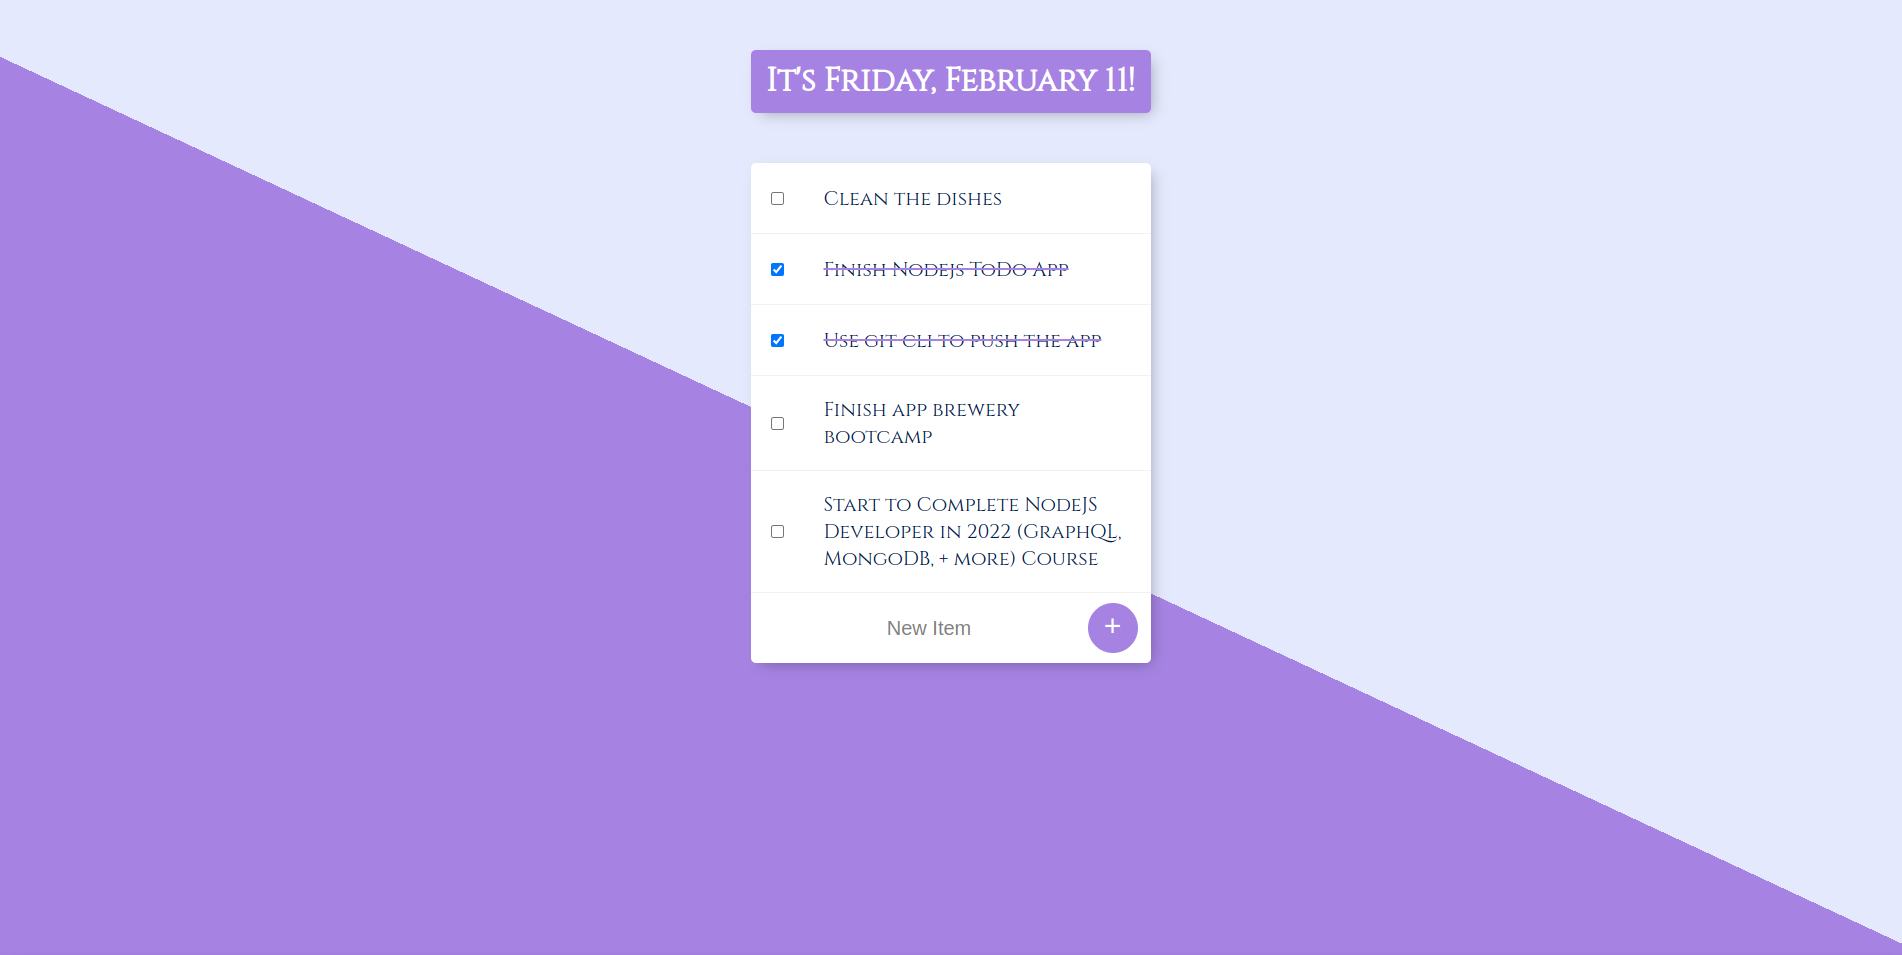 It's Friday, February 11!
Clean the dishes
Finish Nodejs ToDo App
Use git cli to push the app
Finish app brewery
bootcamp
Start to Complete NodeJS
Developer in 2022 (GraphQL,
MongoDB, + more) Course
New Item
+